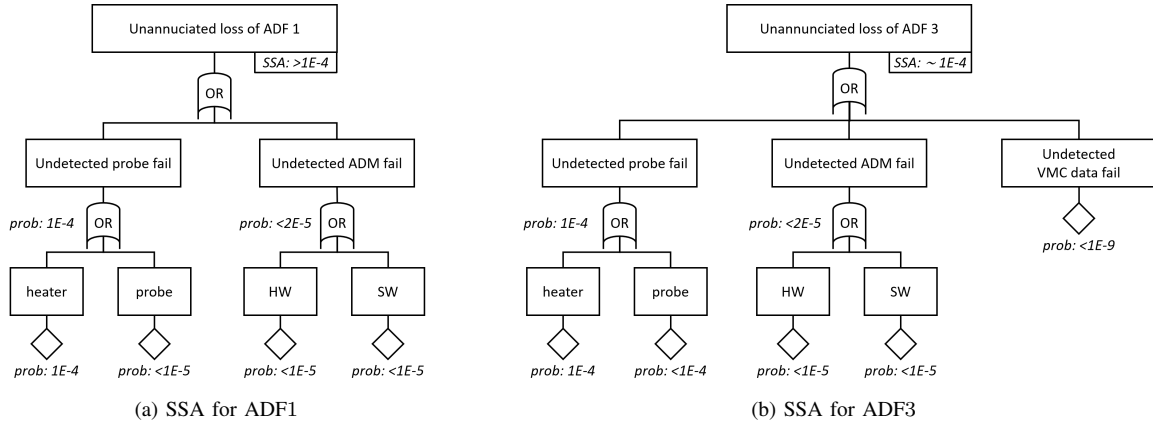 Unannuciated loss of ADF 1
SSA: >1E-4
OR
Undetected probe fail
Undetected ADM fail
prob: 1E-4
OR
prob: <2E-5
OR
heater
probe
HW
SW
prob: 1E-4
prob: <1E-5
prob: <1E-5
prob: <1E-5
(a) SSA for ADF1
Unannunciated loss of ADF 3
SSA: ~ 1E-4
OR
Undetected probe fail
Undetected ADM fail
Undetected
VMC data fail
prob: 1E-4
OR
prob: <2E-5
OR
prob: <1E-9
heater
probe
HW
SW
prob: 1E-4
prob: <1E-4
prob: <1E-5
prob: <1E-5
(b) SSA for ADF3